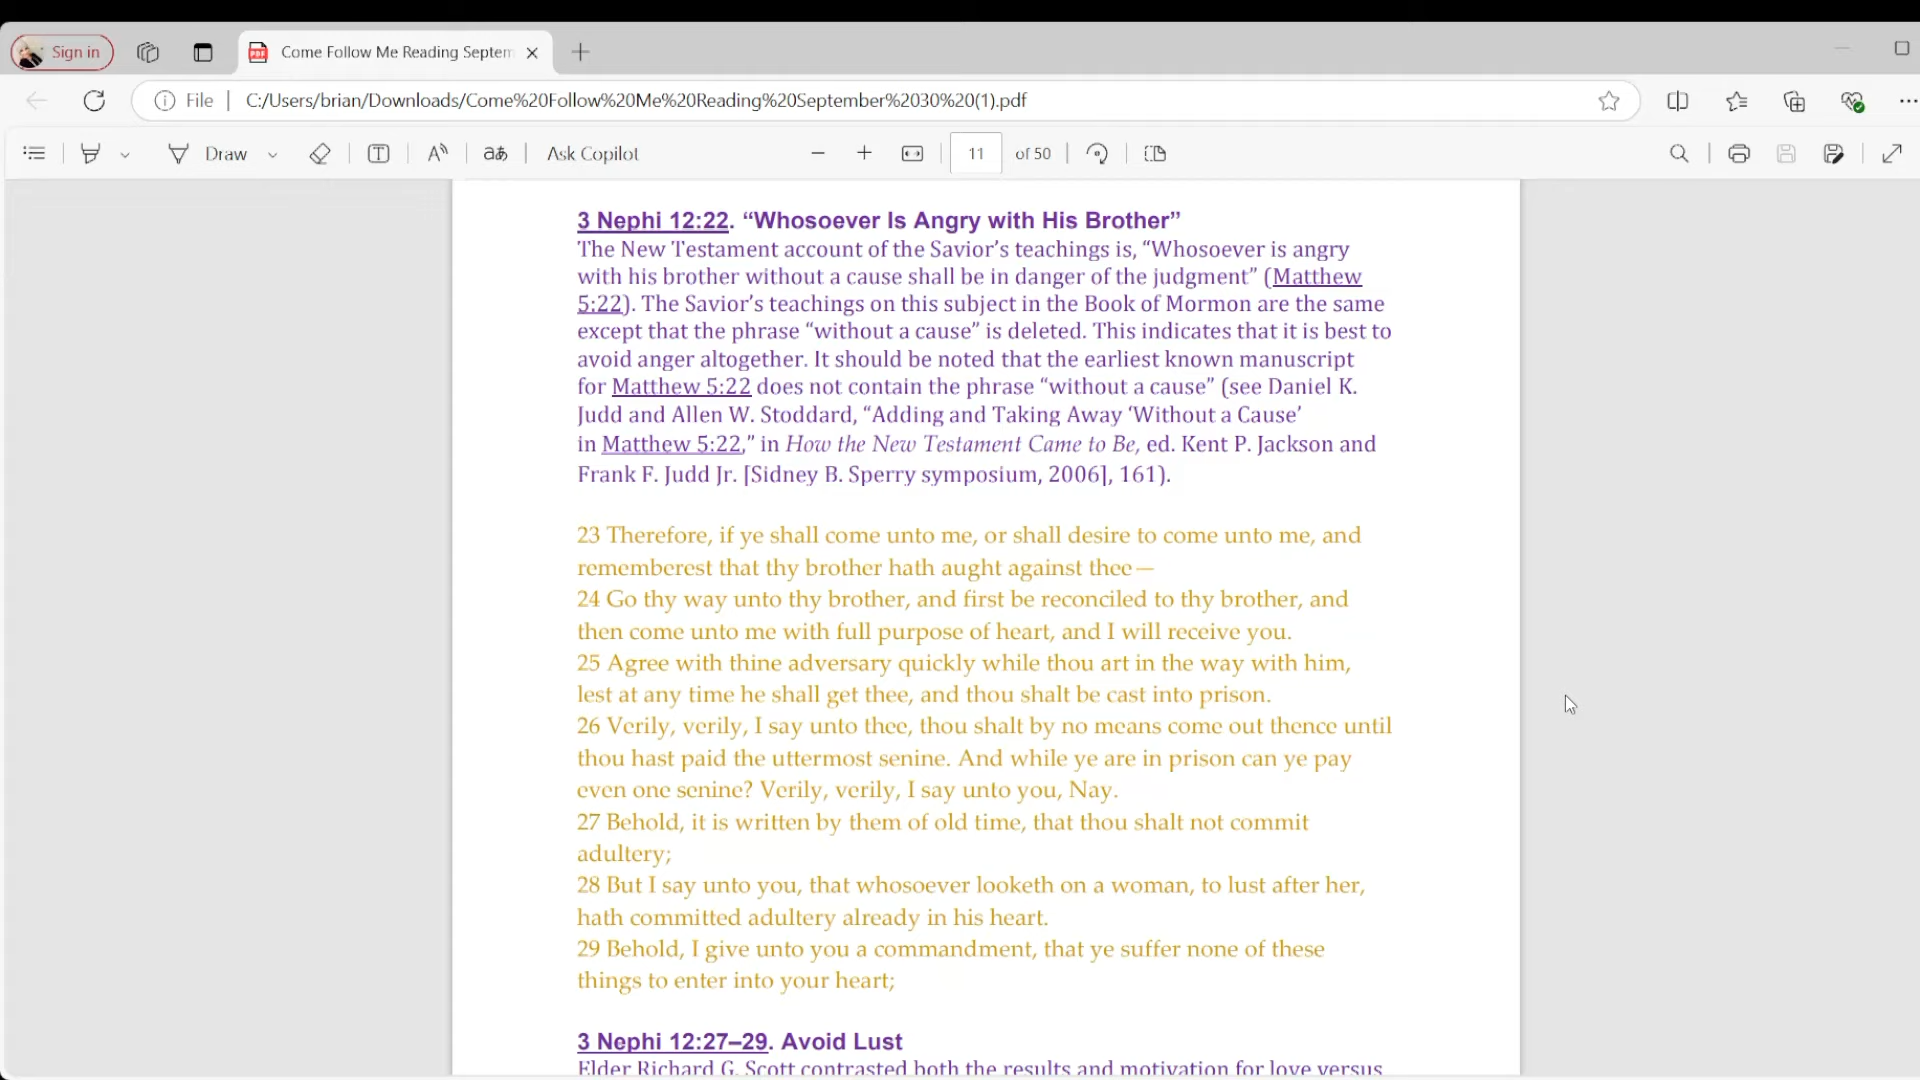 Sign in
Come Follow Me Reading Septem
File
C:/Users/brian/Downloads/Come%20Follow%20Me%20Reading%20September%2030%20(1).pdf
Draw
Ask Copilot
11 of 50
3 Nephi 12:22. “Whosoever Is Angry with His Brother”
The New Testament account of the Savior’s teachings is, “Whosoever is angry
with his brother without a cause shall be in danger of the judgment” (Matthew
5:22). The Savior’s teachings on this subject in the Book of Mormon are the same
except that the phrase “without a cause” is deleted. This indicates that it is best to
avoid anger altogether. It should be noted that the earliest known manuscript
for Matthew 5:22 does not contain the phrase “without a cause” (see Daniel K.
Judd and Allen W. Stoddard, “Adding and Taking Away ‘Without a Cause’
in Matthew 5:22,” in How the New Testament Came to Be, ed. Kent P. Jackson and
Frank F. Judd Jr. [Sidney B. Sperry symposium, 2006], 161).
23 Therefore, if ye shall come unto me, or shall desire to come unto me, and
rememberest that thy brother hath aught against thee—
24 Go thy way unto thy brother, and first be reconciled to thy brother, and
then come unto me with full purpose of heart, and I will receive you.
25 Agree with thine adversary quickly while thou art in the way with him,
lest at any time he shall get thee, and thou shalt be cast into prison.
26 Verily, verily, I say unto thee, thou shalt by no means come out thence until
thou hast paid the uttermost senine. And while ye are in prison can ye pay
even one senine? Verily, verily, I say unto you, Nay.
27 Behold, it is written by them of old time, that thou shalt not commit
adultery;
28 But I say unto you, that whosoever looketh on a woman, to lust after her,
hath committed adultery already in his heart.
29 Behold, I give unto you a commandment, that ye suffer none of these
things to enter into your heart;
3 Nephi 12:27–29. Avoid Lust
Elder Richard G. Scott contrasted both the results and motivation for love versus